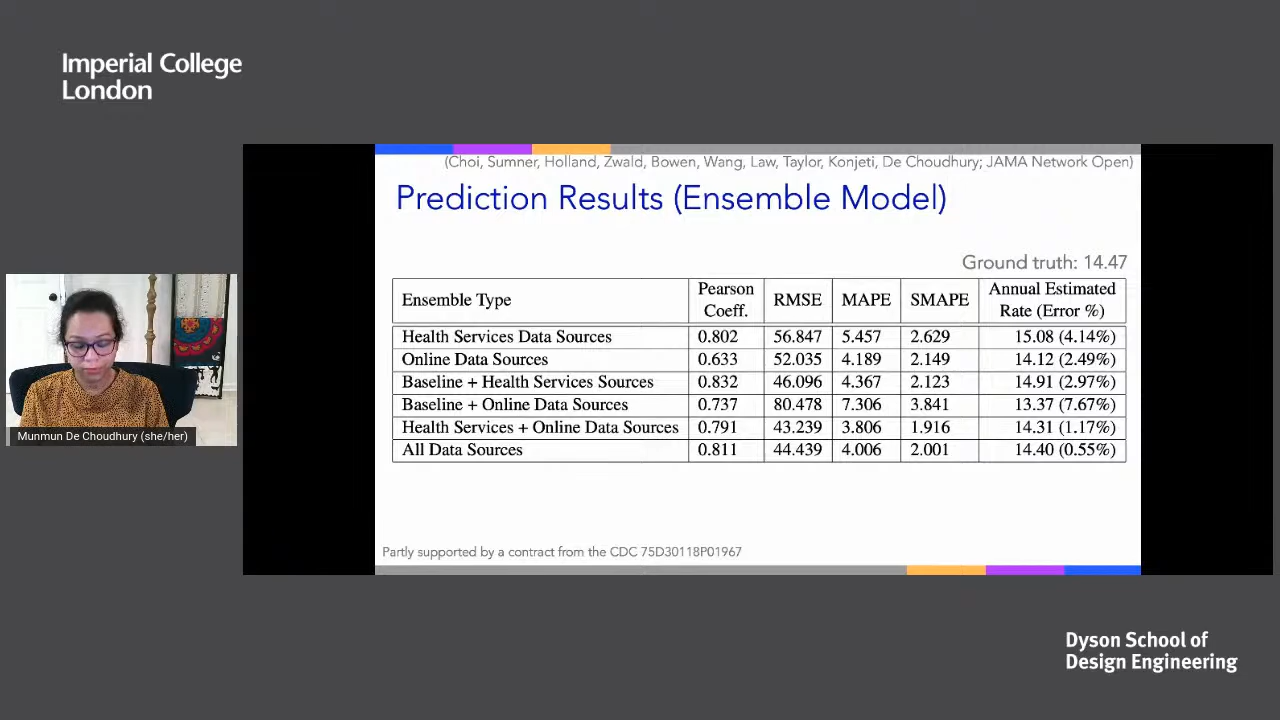 Imperial College
London
(Choi, Sumner, Holland, Zwald, Bowen, Wang, Law, Taylor, Konjeti, De Choudhury; JAMA Network Open)
Prediction Results (Ensemble Model)
Ground truth: 14.47
Ensemble Type Pearson Coeff. RMSE MAPE SMAPE Annual Estimated Rate (Error %)
Health Services Data Sources 0.802 56.847 5.457 2.629 15.08 (4.14%)
Online Data Sources 0.633 52.035 4.189 2.149 14.12 (2.49%)
Baseline + Health Services Sources 0.832 46.096 4.367 2.123 14.91 (2.97%)
Baseline + Online Data Sources 0.737 80.478 7.306 3.841 13.37 (7.67%)
Health Services + Online Data Sources 0.791 43.239 3.806 1.916 14.31 (1.17%)
All Data Sources 0.811 44.439 4.006 2.001 14.40 (0.55%)
Munmun De Choudhury (she/her)
Partly supported by a contract from the CDC 75D30118P01967
Dyson School of
Design Engineering